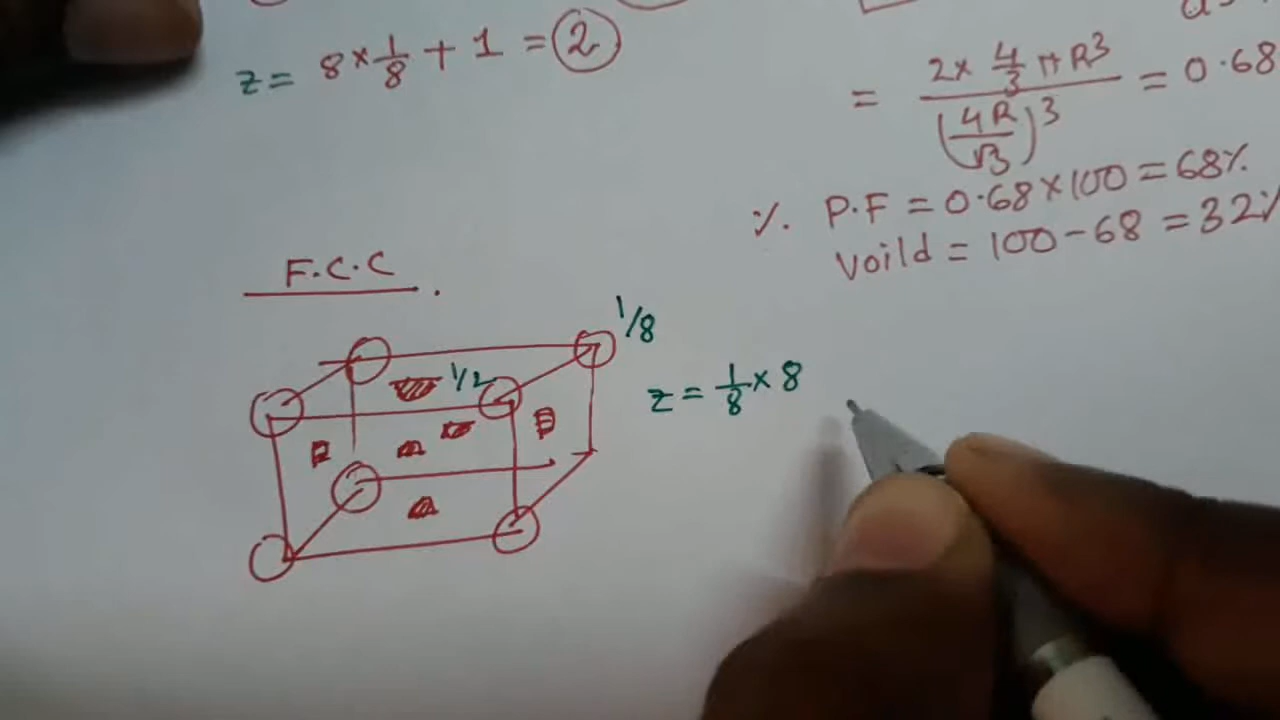 z = 8 × 1/8 + 1 = 2
= 2 × 4/3 π R³ / (4R/√3)³ = 0.68
% P.F = 0.68 × 100 = 68%
Voild = 100 - 68 = 32%
F.C.C.
1/8
1/2
z = 1/8 × 8